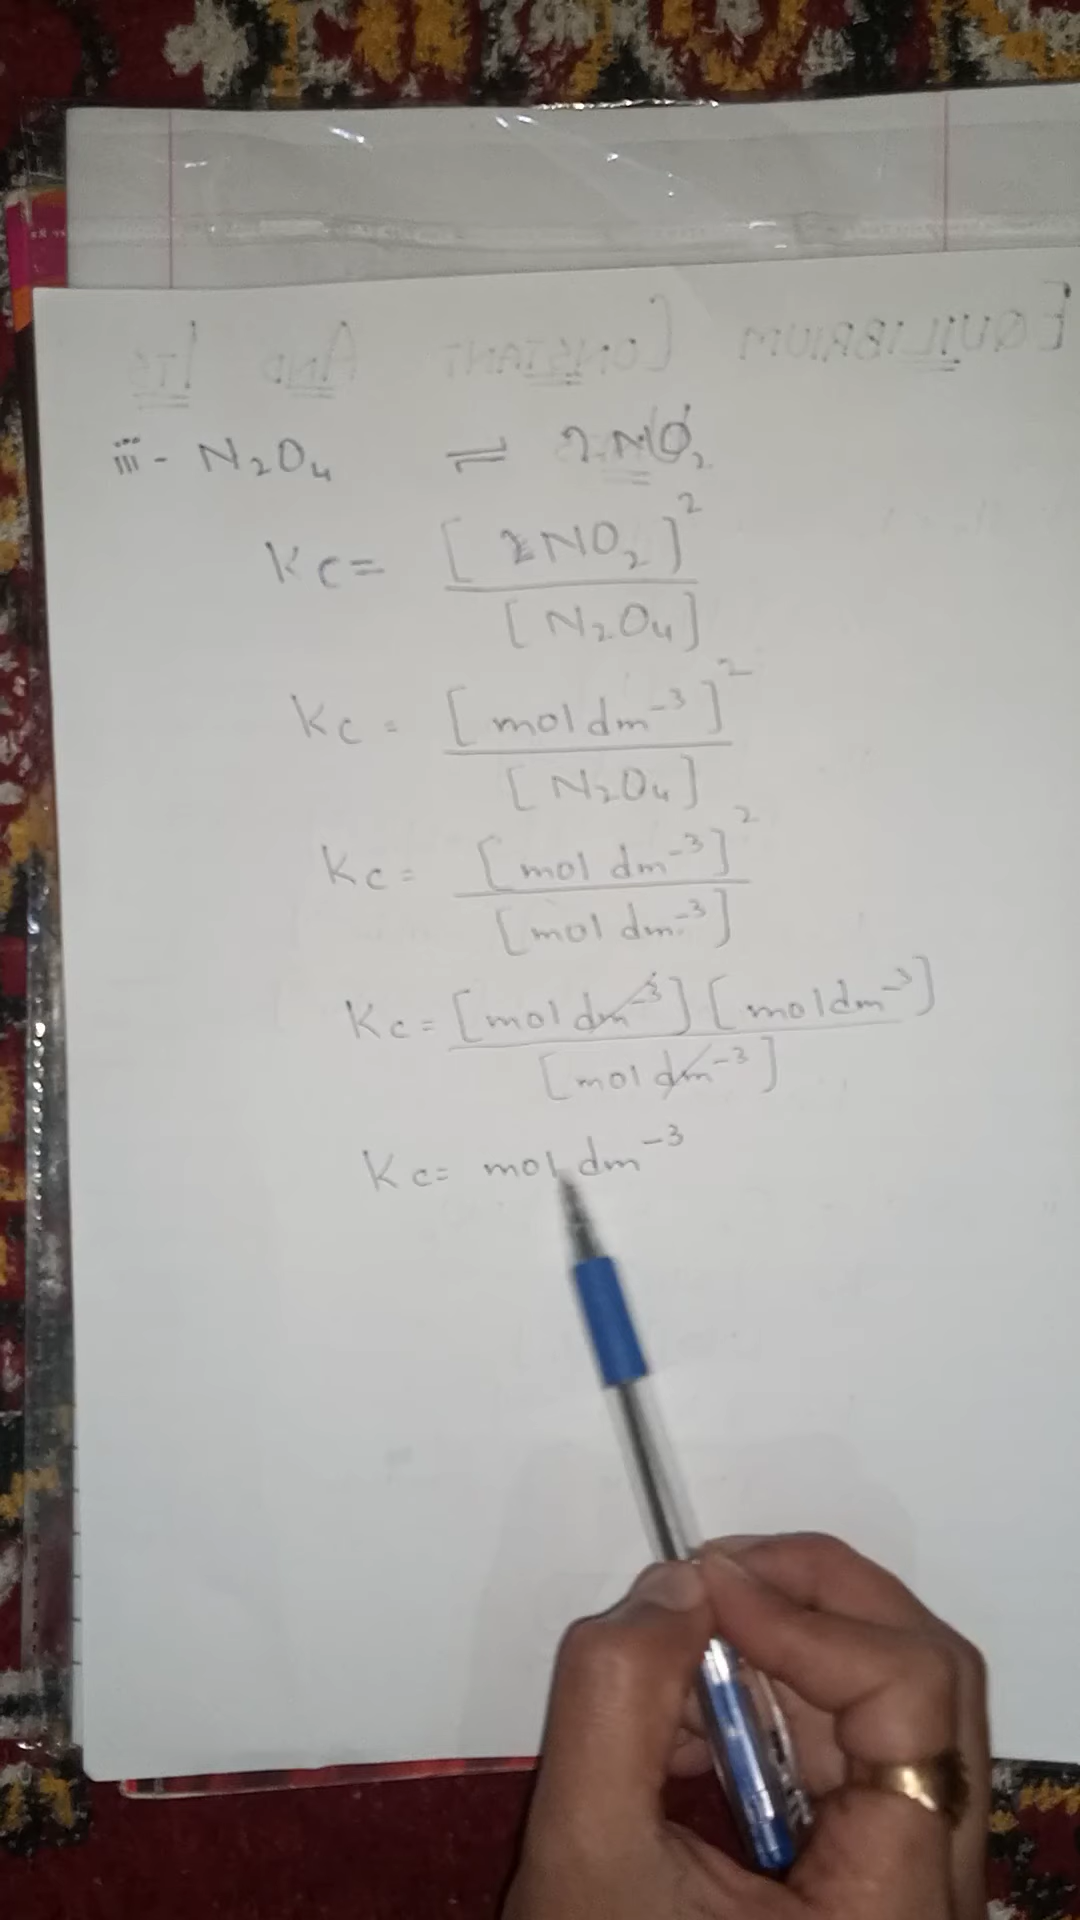 iii- N₂O₄ ⇌ 2NO₂
Kc= [2NO₂]² / [N₂O₄]
Kc= [mol dm⁻³]² / [N₂O₄]
Kc= [mol dm⁻³]² / [mol dm⁻³]
Kc= [mol dm⁻³] [mol dm⁻³] / [mol dm⁻³]
Kc= mol dm⁻³